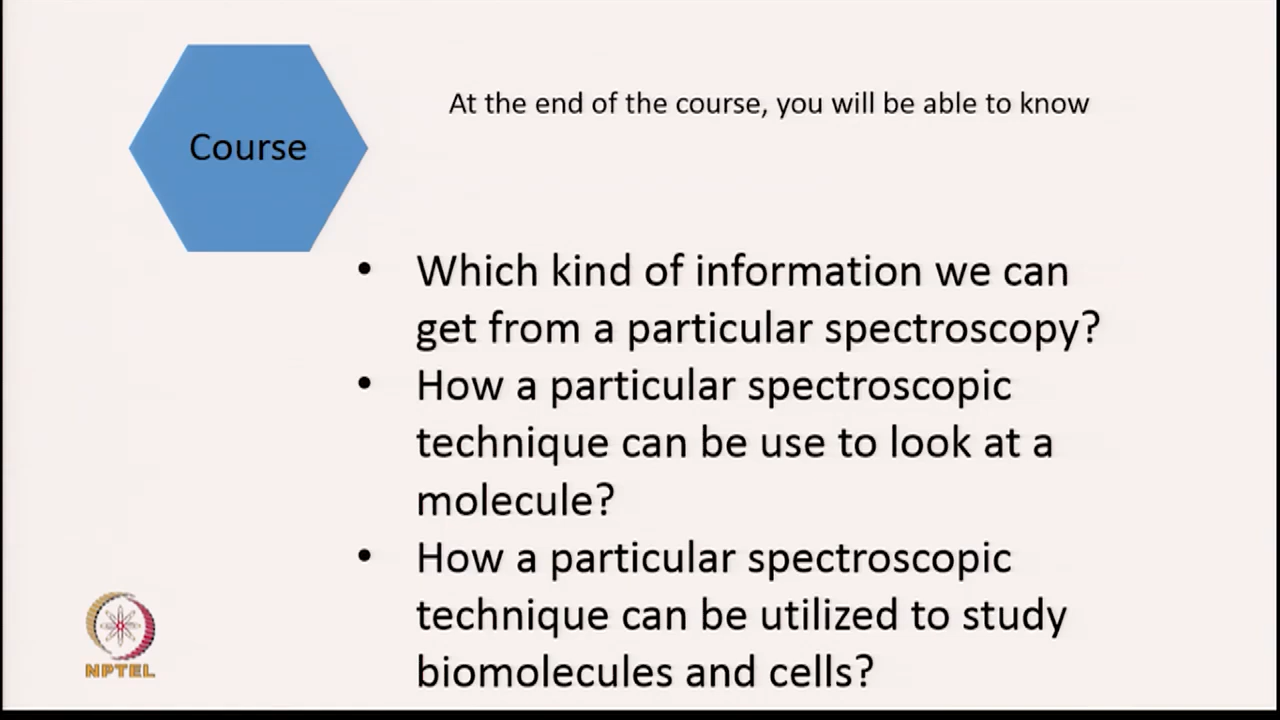 Course
At the end of the course, you will be able to know
• Which kind of information we can
get from a particular spectroscopy?
• How a particular spectroscopic
technique can be use to look at a
molecule?
• How a particular spectroscopic
technique can be utilized to study
biomolecules and cells?
NPTEL